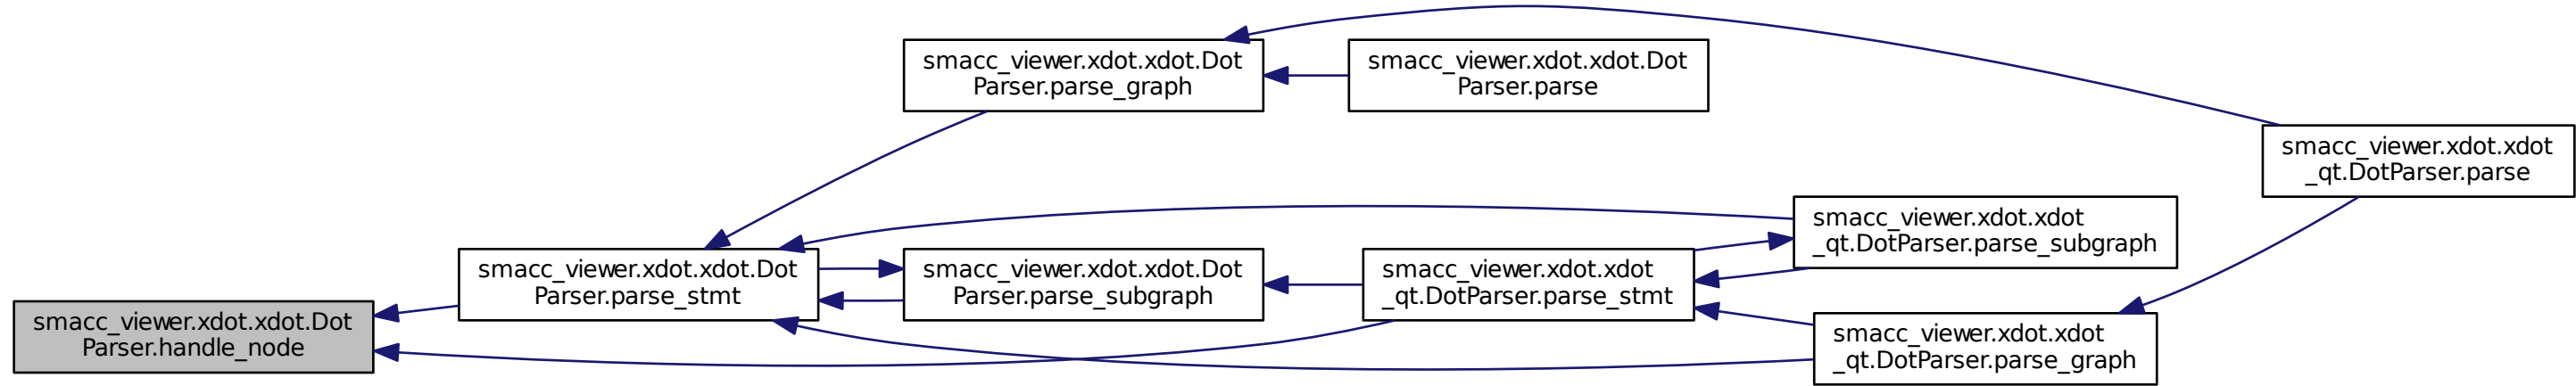 smacc_viewer.xdot.xdot.Dot
Parser.parse_graph
smacc_viewer.xdot.xdot.Dot
Parser.parse
smacc_viewer.xdot.xdot
_qt.DotParser.parse
smacc_viewer.xdot.xdot
_qt.DotParser.parse_subgraph
smacc_viewer.xdot.xdot.Dot
Parser.parse_stmt
smacc_viewer.xdot.xdot.Dot
Parser.parse_subgraph
smacc_viewer.xdot.xdot
_qt.DotParser.parse_stmt
smacc_viewer.xdot.xdot.Dot
Parser.handle_node
smacc_viewer.xdot.xdot
_qt.DotParser.parse_graph